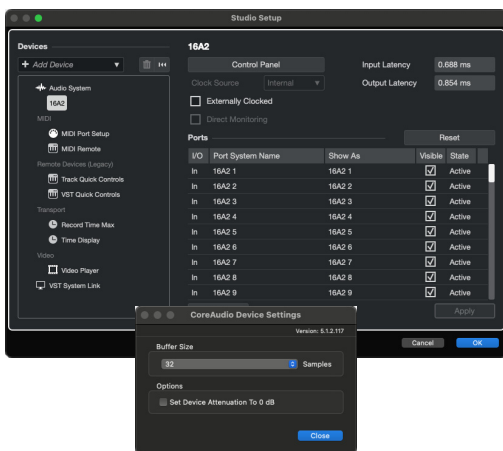 Studio Setup
Devices
+ Add Device
Audio System
16A2
MIDI
MIDI Port Setup
MIDI Remote
Remote Devices (Legacy)
Track Quick Controls
VST Quick Controls
Transport
Record Time Max
Time Display
Video
Video Player
VST System Link
16A2
Control Panel Input Latency 0.688 ms
Clock Source Internal Output Latency 0.854 ms
Externally Clocked
Direct Monitoring
Ports Reset
I/O Port System Name Show As Visible State
In 16A2 1 16A2 1 Active
In 16A2 2 16A2 2 Active
In 16A2 3 16A2 3 Active
In 16A2 4 16A2 4 Active
In 16A2 5 16A2 5 Active
In 16A2 6 16A2 6 Active
In 16A2 7 16A2 7 Active
In 16A2 8 16A2 8 Active
In 16A2 9 16A2 9 Active
Apply
Cancel OK
CoreAudio Device Settings
Version: 5.1.2.117
Buffer Size
32 Samples
Options
Set Device Attenuation To 0 dB
Close